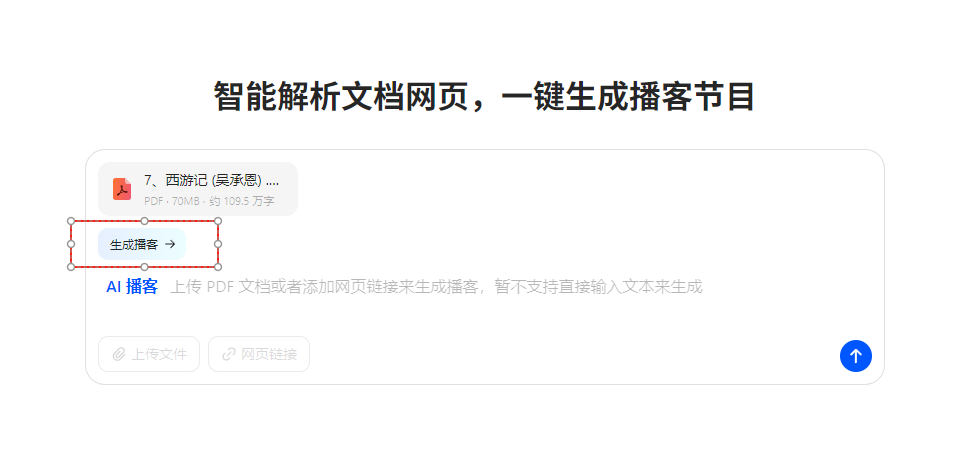 智能解析文档网页，一键生成播客节目
7、西游记 (吴承恩) ....
PDF · 70MB · 约 109.5 万字
生成播客 →
AI 播客 上传 PDF 文档或者添加网页链接来生成播客，暂不支持直接输入文本来生成
上传文件 网页链接